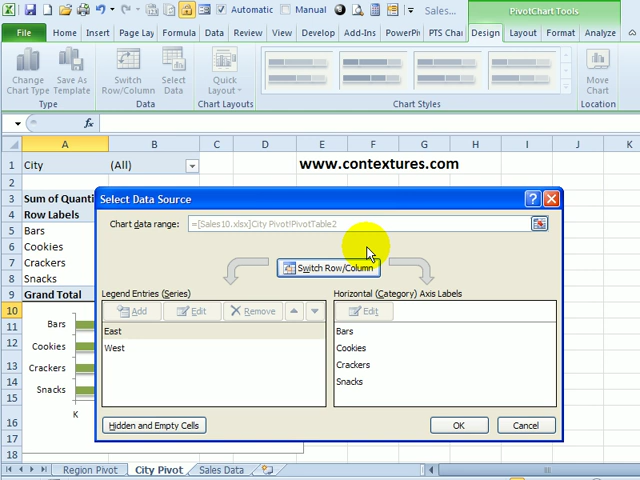 Automatic
Manual
Sales...
PivotChart Tools
File Home Insert Page Lay Formula Data Review View Develop Add-Ins PowerPi PTS Char Design Layout Format Analyze
Change Chart Type
Save As Template
Switch Row/Column
Select Data
Quick Layout
Move Chart
Type Data Chart Layouts Chart Styles Location
fx
A B C D E F G H I J K
1 City (All) www.contextures.com
2
3 Sum of Quantit
4 Row Labels
5 Bars
6 Cookies
7 Crackers
8 Snacks
9 Grand Total
10
11
12
13
14
15
16
17
18
Bars
Cookies
Crackers
Snacks
K
Select Data Source
Chart data range: =[Sales10.xlsx]City Pivot!PivotTable2
Switch Row/Column
Legend Entries (Series)
Add Edit Remove
East
West
Horizontal (Category) Axis Labels
Edit
Bars
Cookies
Crackers
Snacks
Hidden and Empty Cells
OK Cancel
Region Pivot City Pivot Sales Data